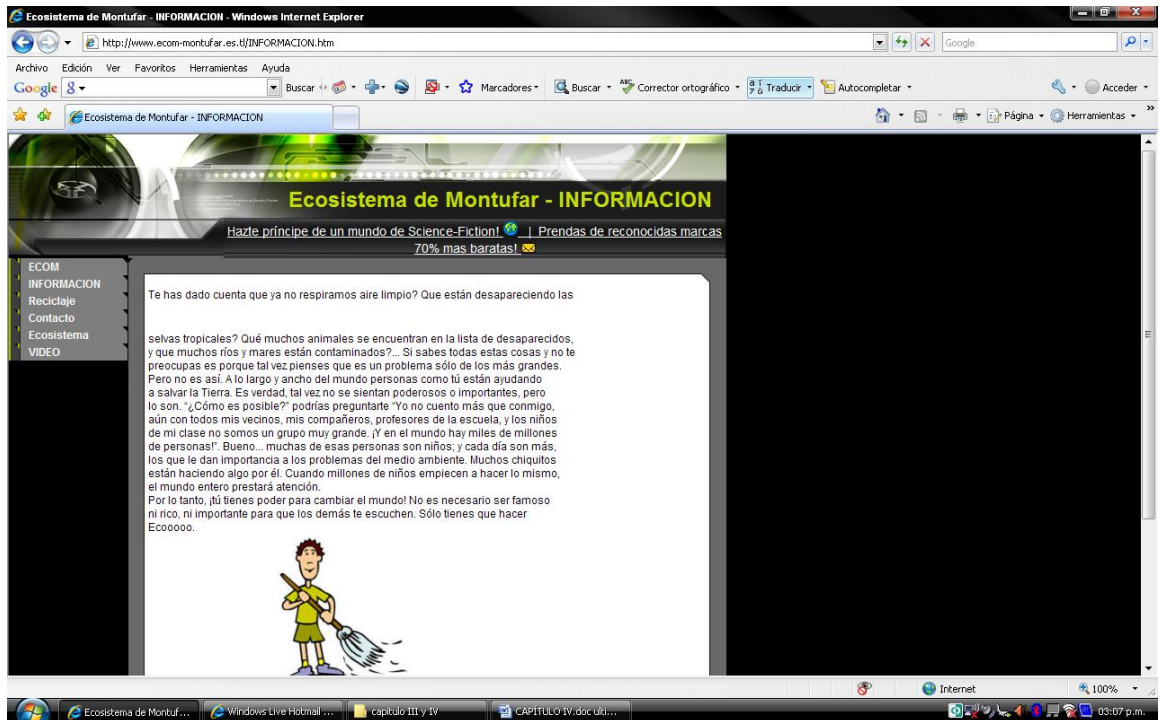 Ecosistema de Montufar - INFORMACION - Windows Internet Explorer
http://www.ecom-montufar.es.tl/INFORMACION.htm
Google
Archivo Edición Ver Favoritos Herramientas Ayuda
Google Buscar Marcadores Buscar Corrector ortográfico Traducir Autocompletar Acceder
Ecosistema de Montufar - INFORMACION
Página Herramientas
Ecosistema de Montufar - INFORMACION
Hazte príncipe de un mundo de Science-Fiction! | Prendas de reconocidas marcas
70% mas baratas!
ECOM
INFORMACION
Reciclaje
Contacto
Ecosistema
VIDEO
Te has dado cuenta que ya no respiramos aire limpio? Que están desapareciendo las
selvas tropicales? Qué muchos animales se encuentran en la lista de desaparecidos,
y que muchos ríos y mares están contaminados?... Si sabes todas estas cosas y no te
preocupas es porque tal vez pienses que es un problema sólo de los más grandes.
Pero no es así. A lo largo y ancho del mundo personas como tú están ayudando
a salvar la Tierra. Es verdad, tal vez no se sientan poderosos o importantes, pero
lo son. "¿Cómo es posible?" podrías preguntarte "Yo no cuento más que conmigo,
aún con todos mis vecinos, mis compañeros, profesores de la escuela, y los niños
de mi clase no somos un grupo muy grande. ¡Y en el mundo hay miles de millones
de personas!". Bueno... muchas de esas personas son niños; y cada día son más,
los que le dan importancia a los problemas del medio ambiente. Muchos chiquitos
están haciendo algo por él. Cuando millones de niños empiecen a hacer lo mismo,
el mundo entero prestará atención.
Por lo tanto, ¡tú tienes poder para cambiar el mundo! No es necesario ser famoso
ni rico, ni importante para que los demás te escuchen. Sólo tienes que hacer
Ecooooo.
Internet
100%
Ecosistema de Montuf... Windows Live Hotmail ... capitulo III y IV CAPÍTULO IV.doc ulti... 03:07 p.m.